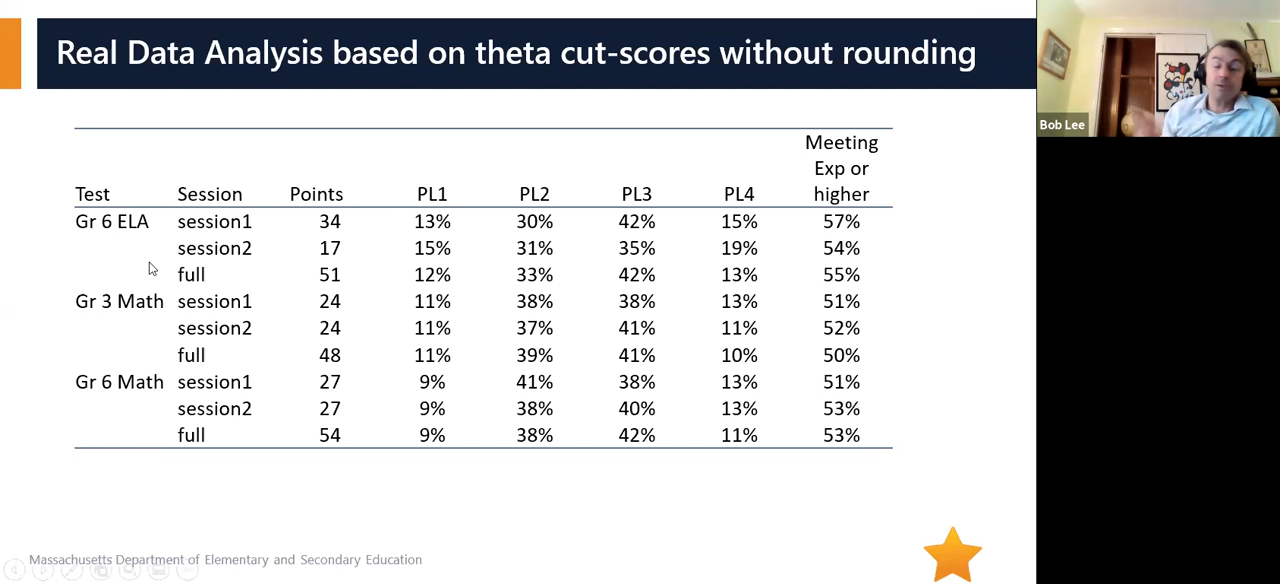 Real Data Analysis based on theta cut-scores without rounding
Bob Lee
Meeting
Exp or
Test Session Points PL1 PL2 PL3 PL4 higher
Gr 6 ELA session1 34 13% 30% 42% 15% 57%
session2 17 15% 31% 35% 19% 54%
full 51 12% 33% 42% 13% 55%
Gr 3 Math session1 24 11% 38% 38% 13% 51%
session2 24 11% 37% 41% 11% 52%
full 48 11% 39% 41% 10% 50%
Gr 6 Math session1 27 9% 41% 38% 13% 51%
session2 27 9% 38% 40% 13% 53%
full 54 9% 38% 42% 11% 53%
Massachusetts Department of Elementary and Secondary Education